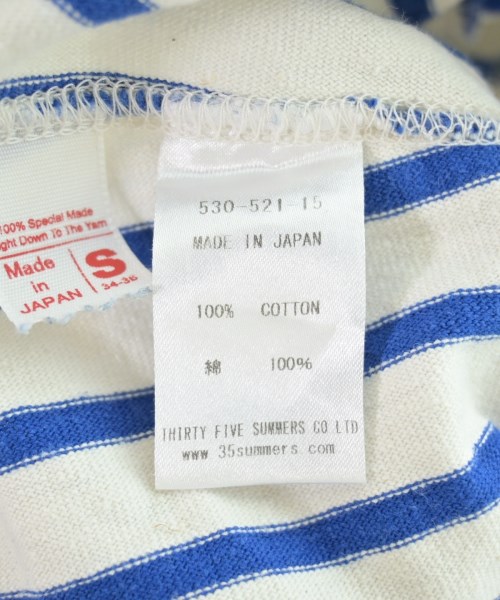 100% Special Made
ght Down To The Yarn
Made
in
JAPAN
S
34-36
530-521-15
MADE IN JAPAN
100% COTTON
綿 100%
THIRTY FIVE SUMMERS CO LTD
www 35summers com